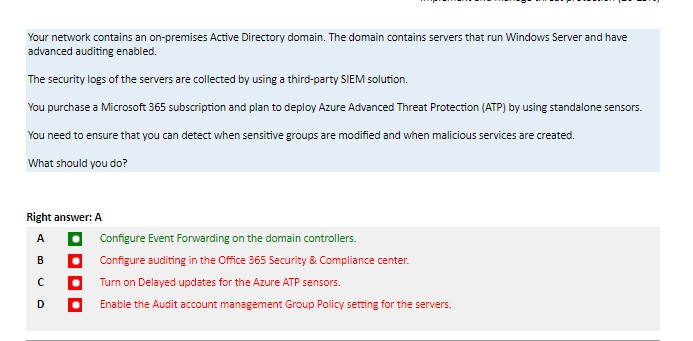 Your network contains an on-premises Active Directory domain. The domain contains servers that run Windows Server and have
advanced auditing enabled.
The security logs of the servers are collected by using a third-party SIEM solution.
You purchase a Microsoft 365 subscription and plan to deploy Azure Advanced Threat Protection (ATP) by using standalone sensors.
You need to ensure that you can detect when sensitive groups are modified and when malicious services are created.
What should you do?
Right answer: A
A Configure Event Forwarding on the domain controllers.
B Configure auditing in the Office 365 Security & Compliance center.
C Turn on Delayed updates for the Azure ATP sensors.
D Enable the Audit account management Group Policy setting for the servers.